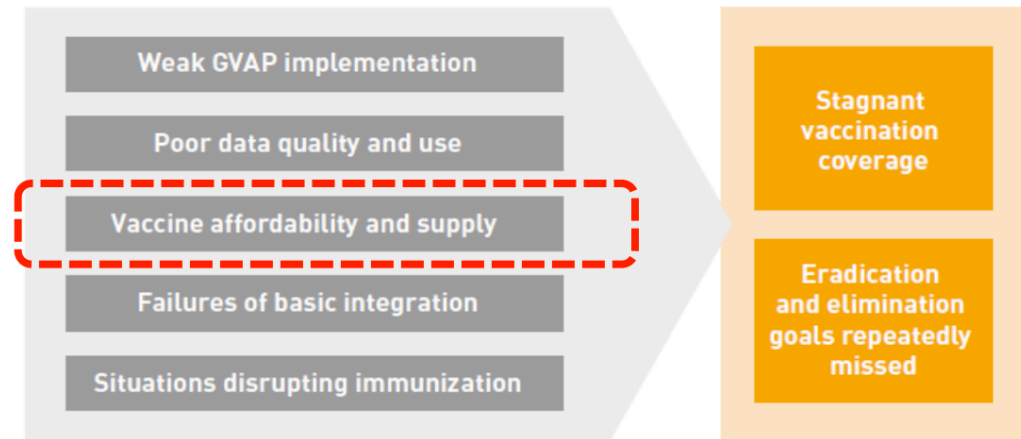 Weak GVAP implementation
Poor data quality and use
Vaccine affordability and supply
Failures of basic integration
Situations disrupting immunization
Stagnant
vaccination
coverage
Eradication
and elimination
goals repeatedly
missed